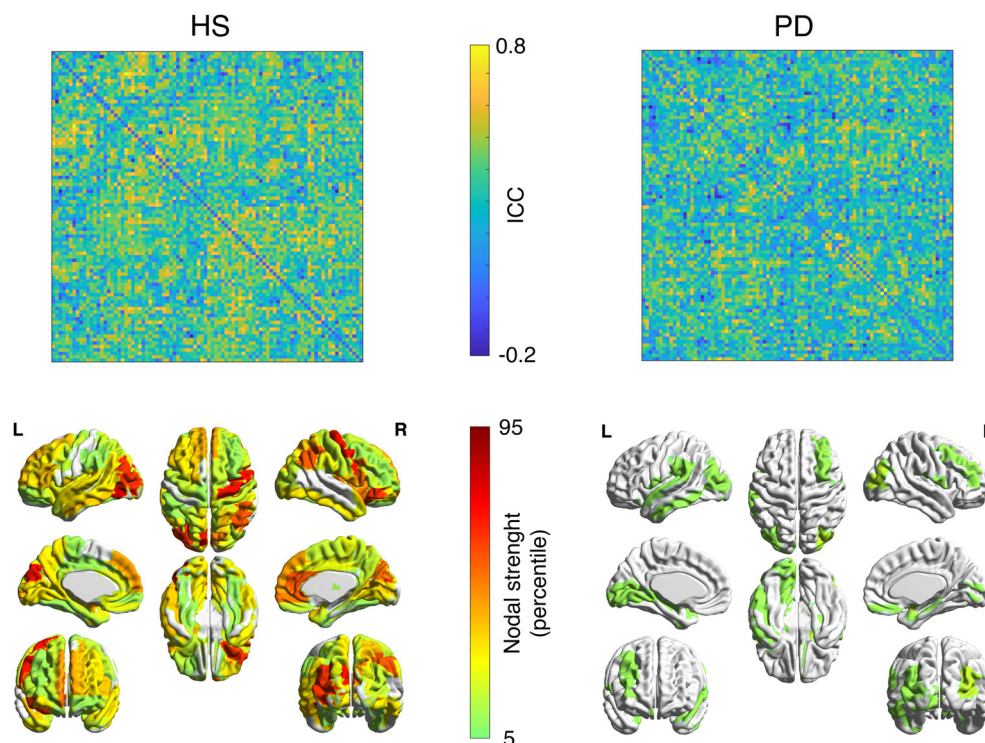 HS
PD
0.8
ICC
-0.2
L
R
95
L
Nodal strenght
(percentile)
5